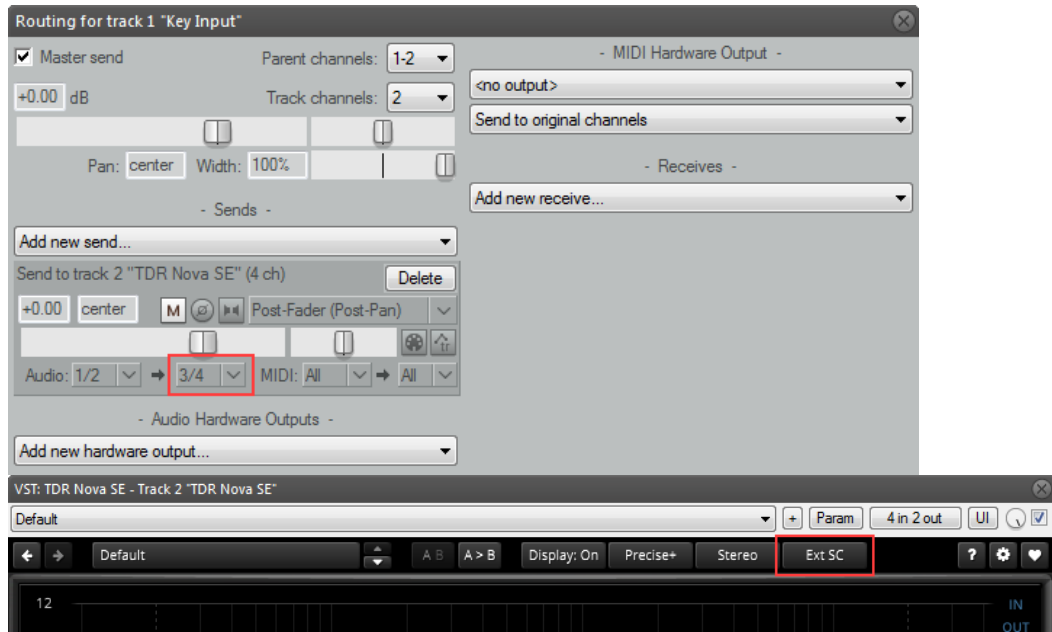 Routing for track 1 "Key Input"
Master send
Parent channels: 1-2
+0.00 dB
Track channels: 2
Pan: center Width: 100%
- Sends -
Add new send...
Send to track 2 "TDR Nova SE" (4 ch)
Delete
+0.00 center M Post-Fader (Post-Pan)
tr
Audio: 1/2 3/4 MIDI: All All
- Audio Hardware Outputs -
Add new hardware output...
- MIDI Hardware Output -
<no output>
Send to original channels
- Receives -
Add new receive...
VST: TDR Nova SE - Track 2 "TDR Nova SE"
Default + Param 4 in 2 out UI
Default A B A > B Display: On Precise+ Stereo Ext SC ?
12
IN
OUT